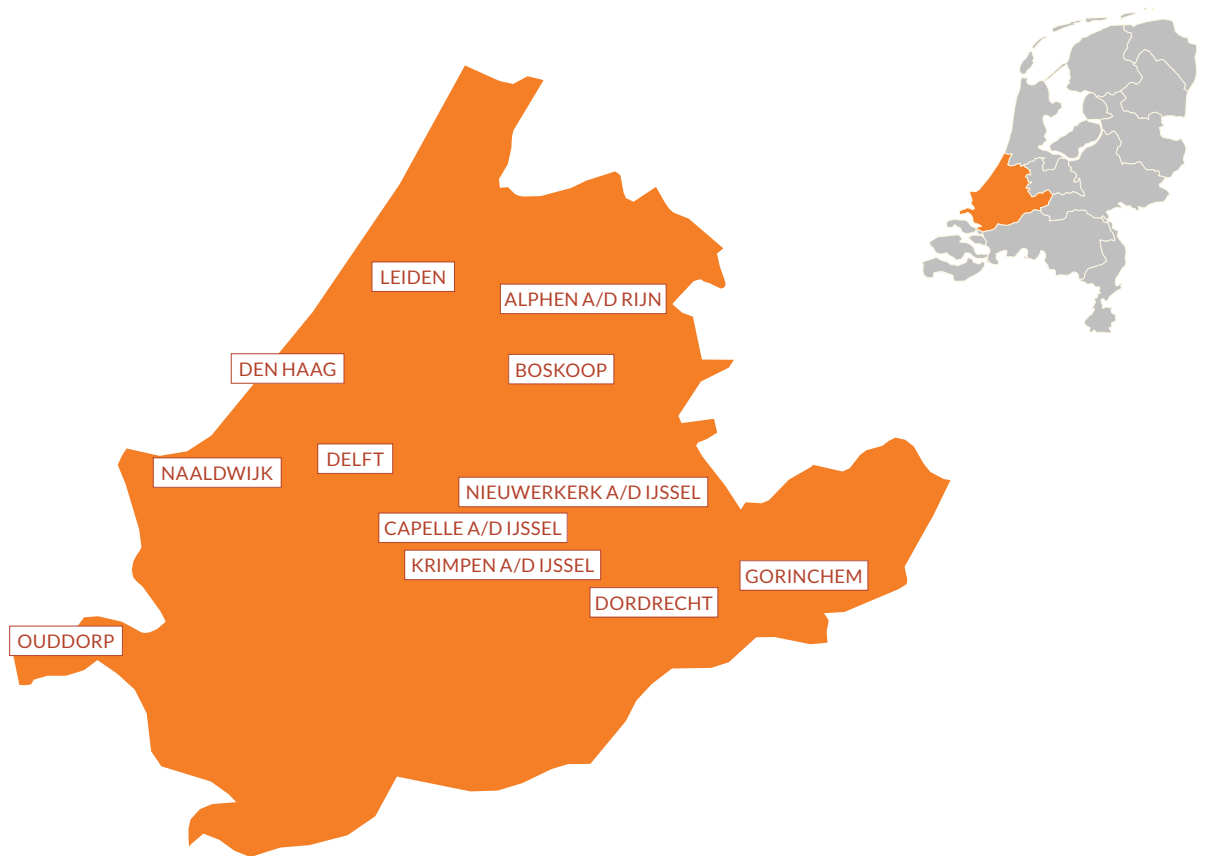 LEIDEN
ALPHEN A/D RIJN
DEN HAAG
BOSKOOP
DELFT
NAALDWIJK
NIEUWERKERK A/D IJSSEL
CAPELLE A/D IJSSEL
KRIMPEN A/D IJSSEL
GORINCHEM
DORDRECHT
OUDDORP